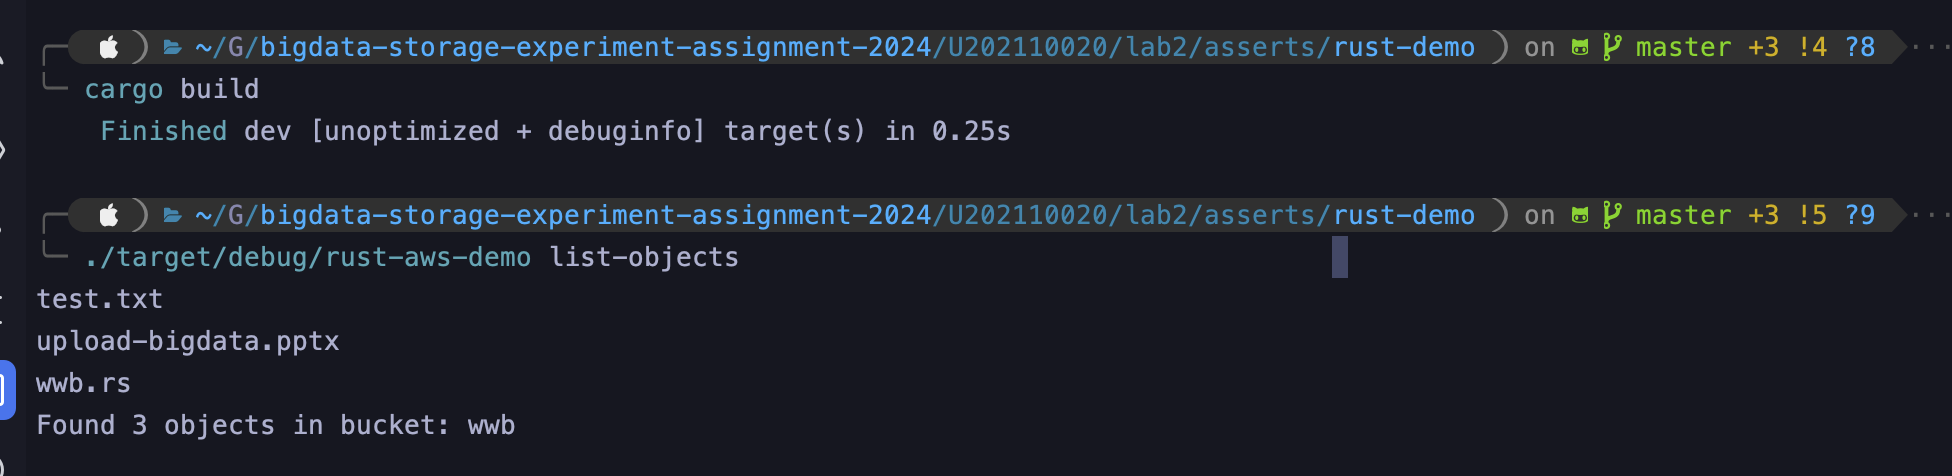 ~/G/bigdata-storage-experiment-assignment-2024/U202110020/lab2/asserts/rust-demo on master +3 !4 ?8 ···
cargo build
Finished dev [unoptimized + debuginfo] target(s) in 0.25s
~/G/bigdata-storage-experiment-assignment-2024/U202110020/lab2/asserts/rust-demo on master +3 !5 ?9 ···
./target/debug/rust-aws-demo list-objects
test.txt
upload-bigdata.pptx
wwb.rs
Found 3 objects in bucket: wwb